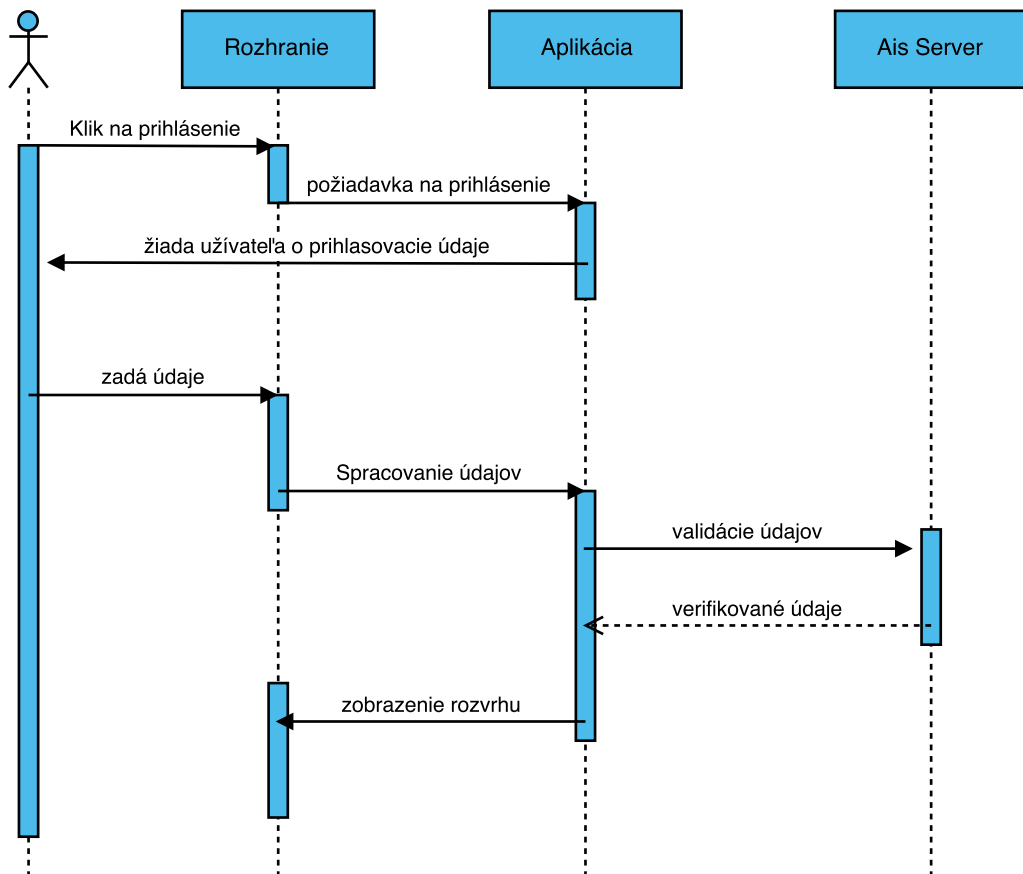 Rozhranie
Aplikácia
Ais Server
Klik na prihlásenie
požiadavka na prihlásenie
žiada užívateľa o prihlasovacie údaje
zadá údaje
Spracovanie údajov
validácie údajov
verifikované údaje
zobrazenie rozvrhu